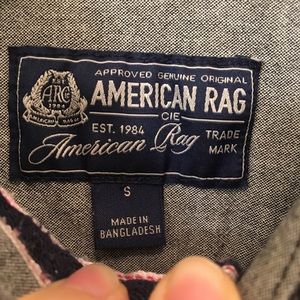 EST
ARC
1984
AMERICAN RAG
APPROVED GENUINE ORIGINAL
AMERICAN RAG
CIE
EST. 1984
TRADE
MARK
American Rag
S
MADE IN
BANGLADESH